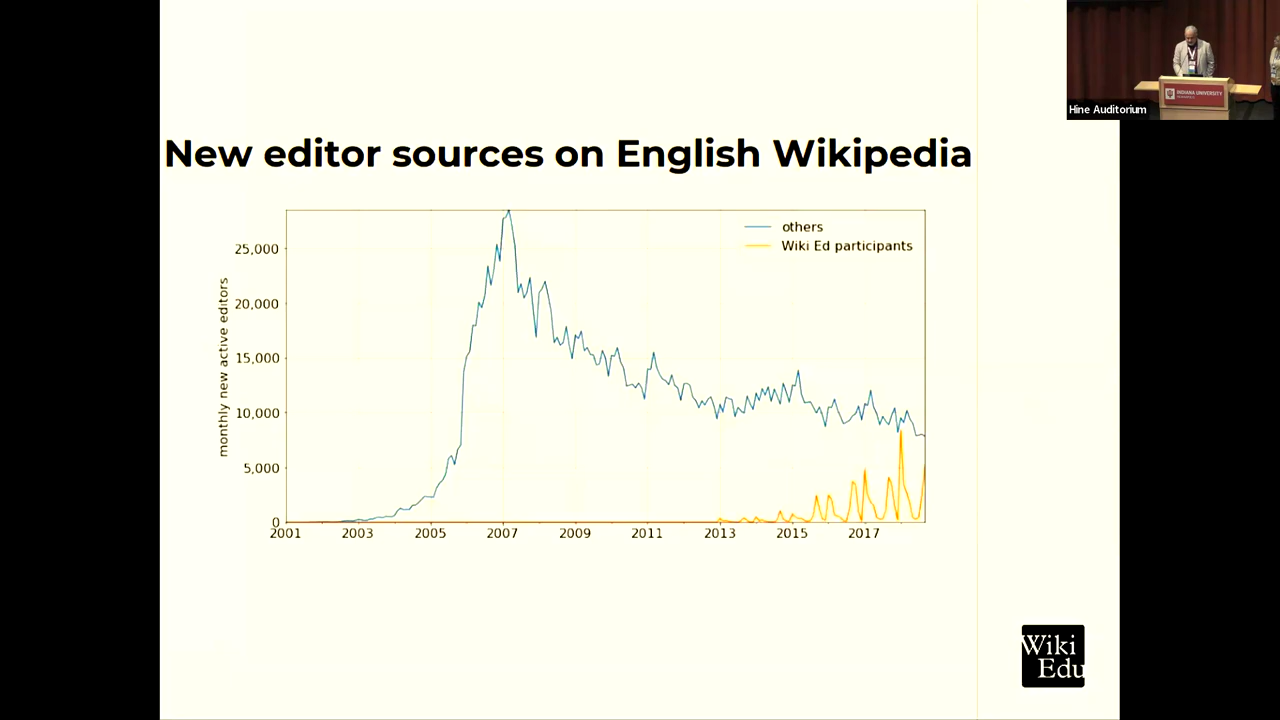 New editor sources on English Wikipedia
others
Wiki Ed participants
monthly new active editors
25,000
20,000
15,000
10,000
5,000
0
2001 2003 2005 2007 2009 2011 2013 2015 2017
Wiki
Edu
INDIANA UNIVERSITY
Hine Auditorium